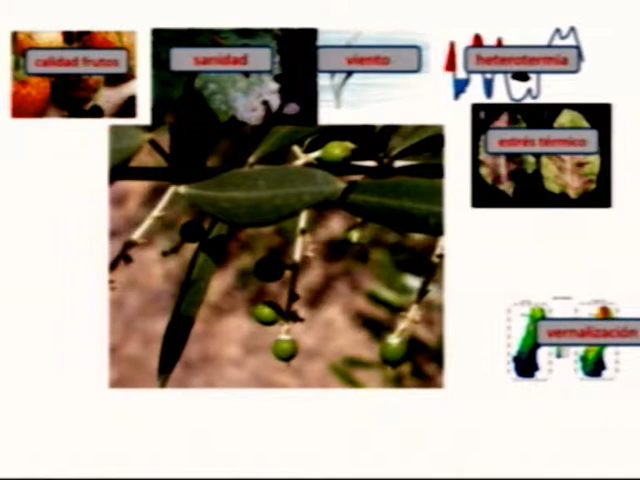 calidad frutos
sanidad
viento
heterotermia
estrés térmico
vernalización